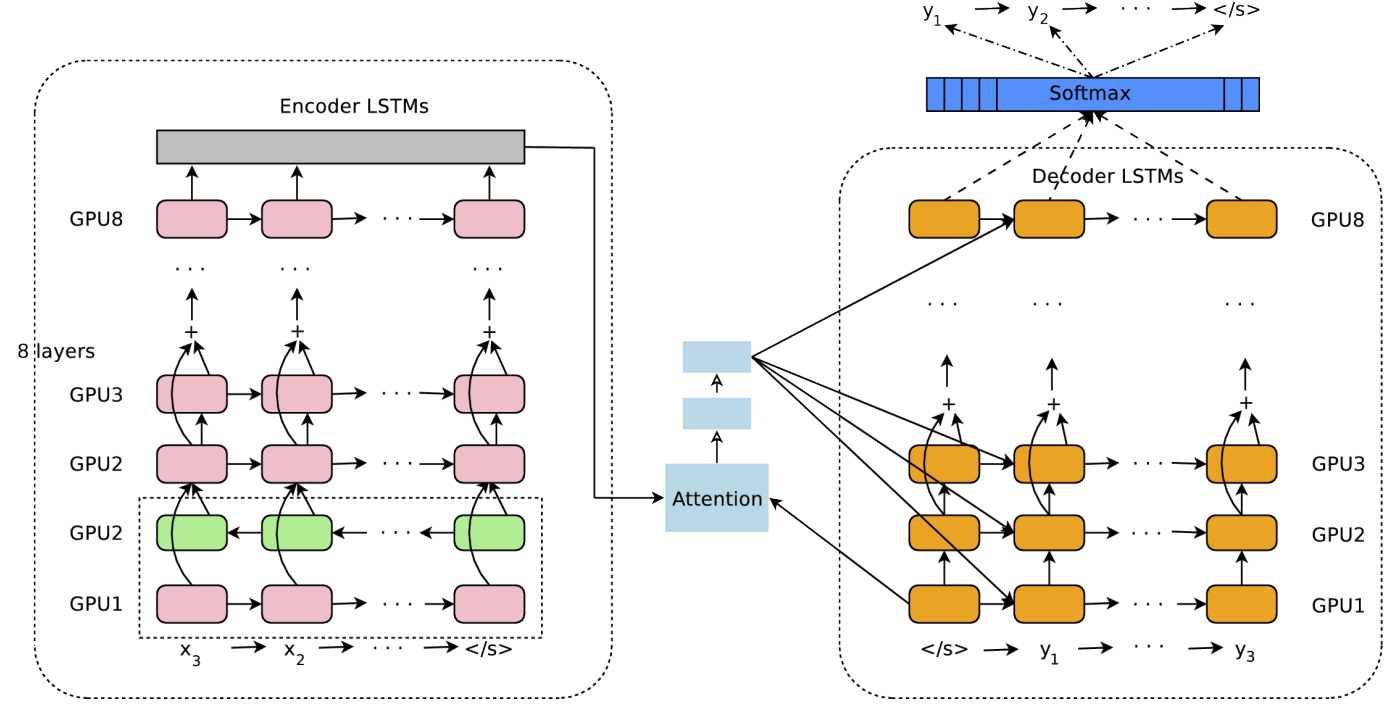 y1 y2 · · · </s>
Softmax
Encoder LSTMs
Decoder LSTMs
GPU8 · · ·
· · · GPU8
· · · · · · · · ·
· · · · · · · · ·
+ + +
8 layers
GPU3 · · ·
+ + +
GPU2 · · ·
· · · GPU3
Attention
GPU2 · · ·
· · · GPU2
GPU1 · · ·
· · · GPU1
x3 x2 · · · </s>
</s> y1 · · · y3